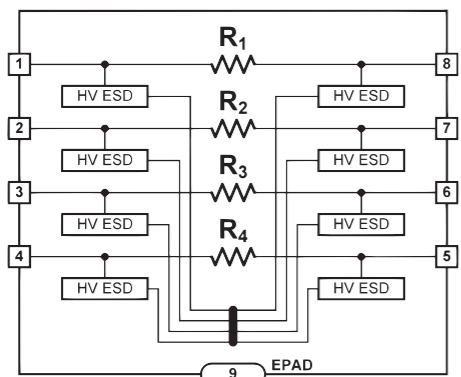 R1
1 8
HV ESD HV ESD
R2
2 7
HV ESD HV ESD
R3
3 6
HV ESD HV ESD
R4
4 5
HV ESD HV ESD
9 EPAD